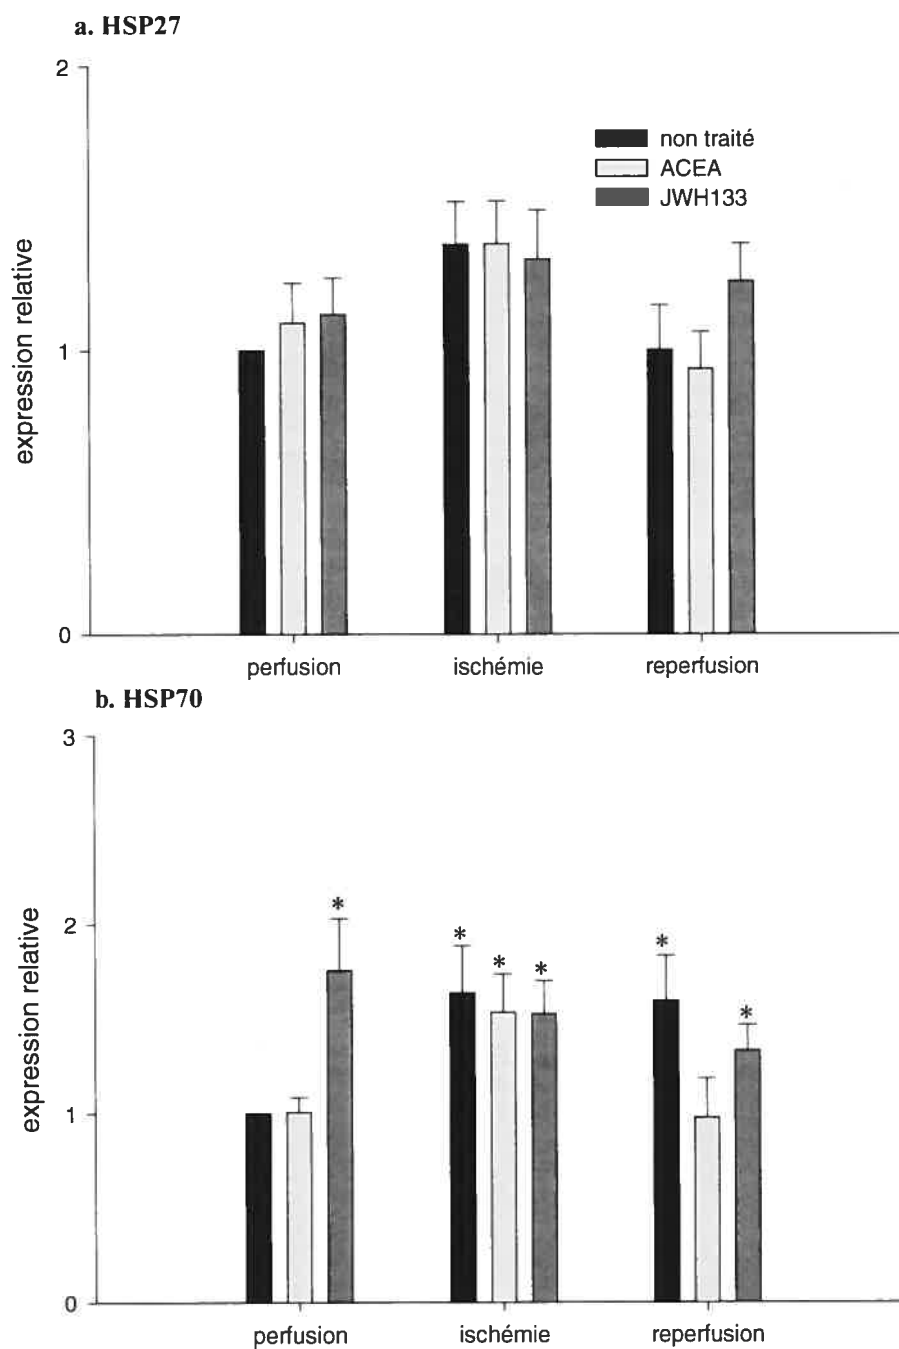 a. HSP27
2
non traité
ACEA
JWH133
expression relative
1
0
perfusion ischémie reperfusion
b. HSP70
3
*
2
* * * * *
expression relative
1
0
perfusion ischémie reperfusion